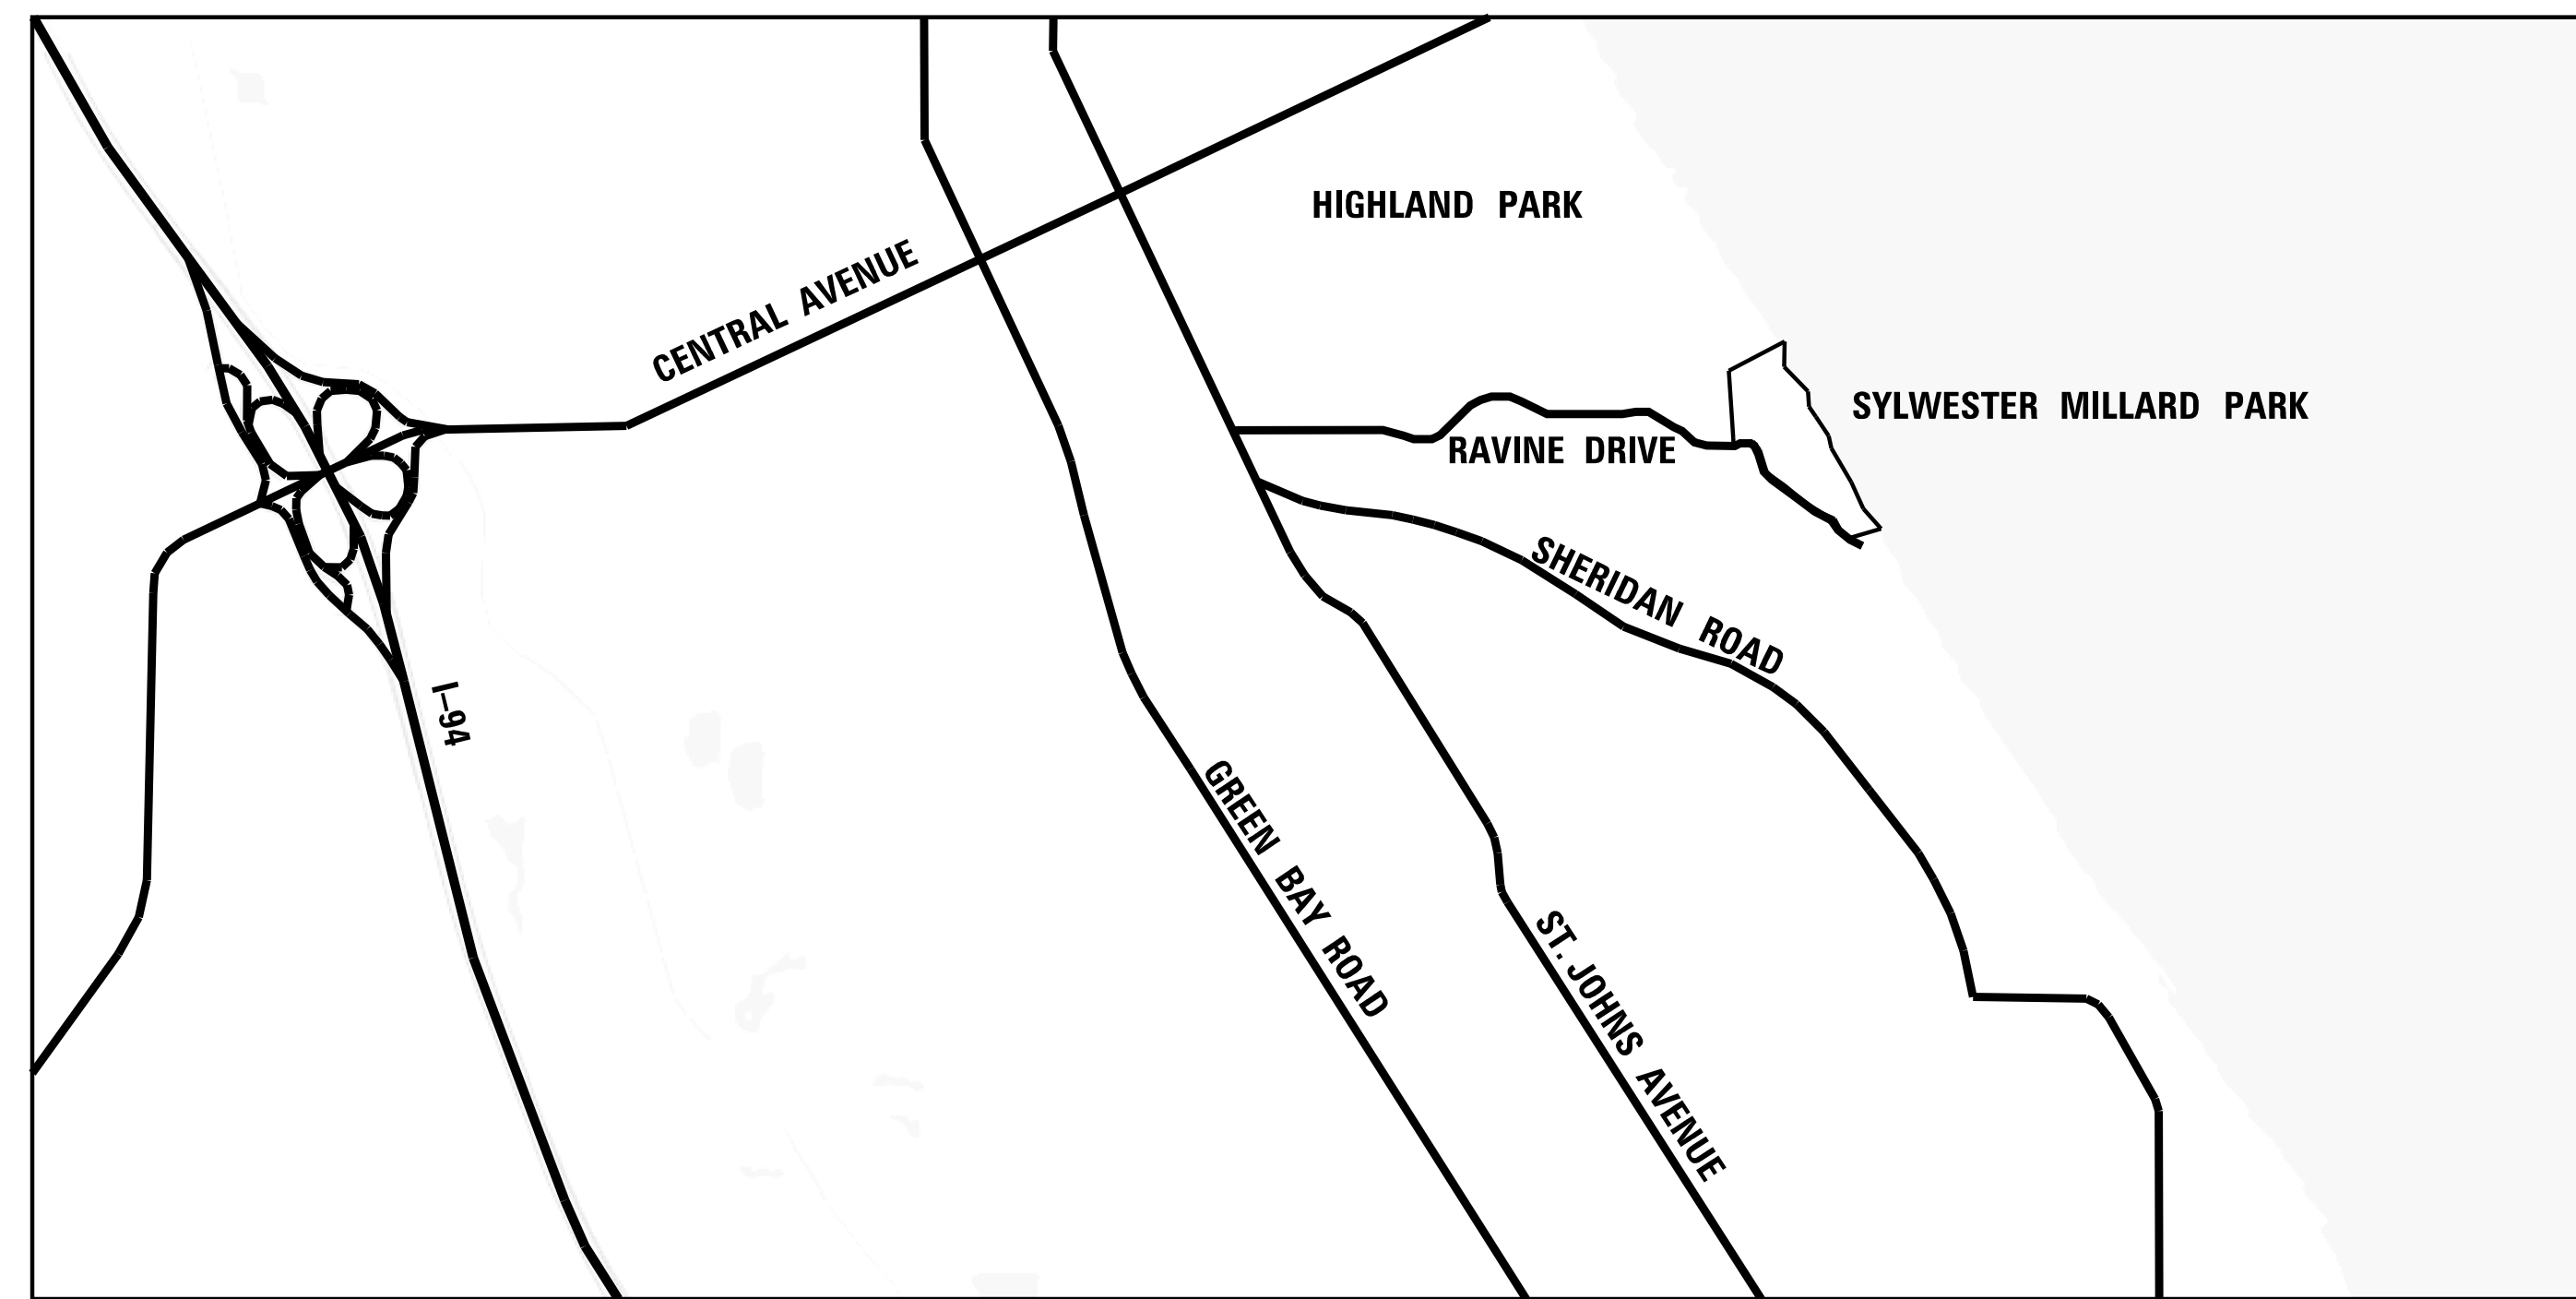 HIGHLAND PARK
CENTRAL AVENUE
SYLWESTER MILLARD PARK
RAVINE DRIVE
SHERIDAN ROAD
I-94
GREEN BAY ROAD
ST. JOHNS AVENUE